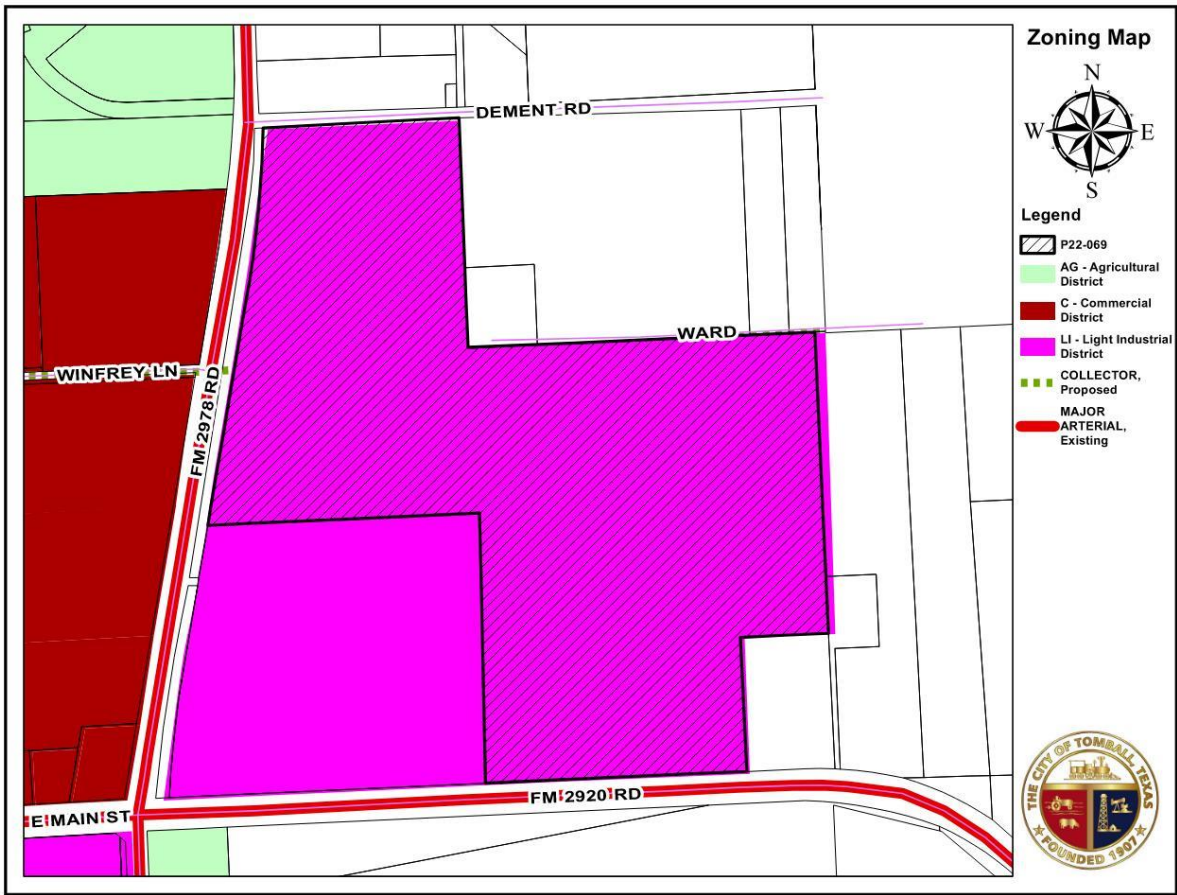 Zoning Map
N
W
E
S
Legend
P22-069
AG - Agricultural
District
C - Commercial
District
LI - Light Industrial
District
COLLECTOR,
Proposed
MAJOR
ARTERIAL,
Existing
DEMENT RD
WARD
WINFREY LN
FM 2978 RD
FM 2920 RD
E MAIN ST
THE CITY OF TOMBALL, TEXAS
FOUNDED 1907